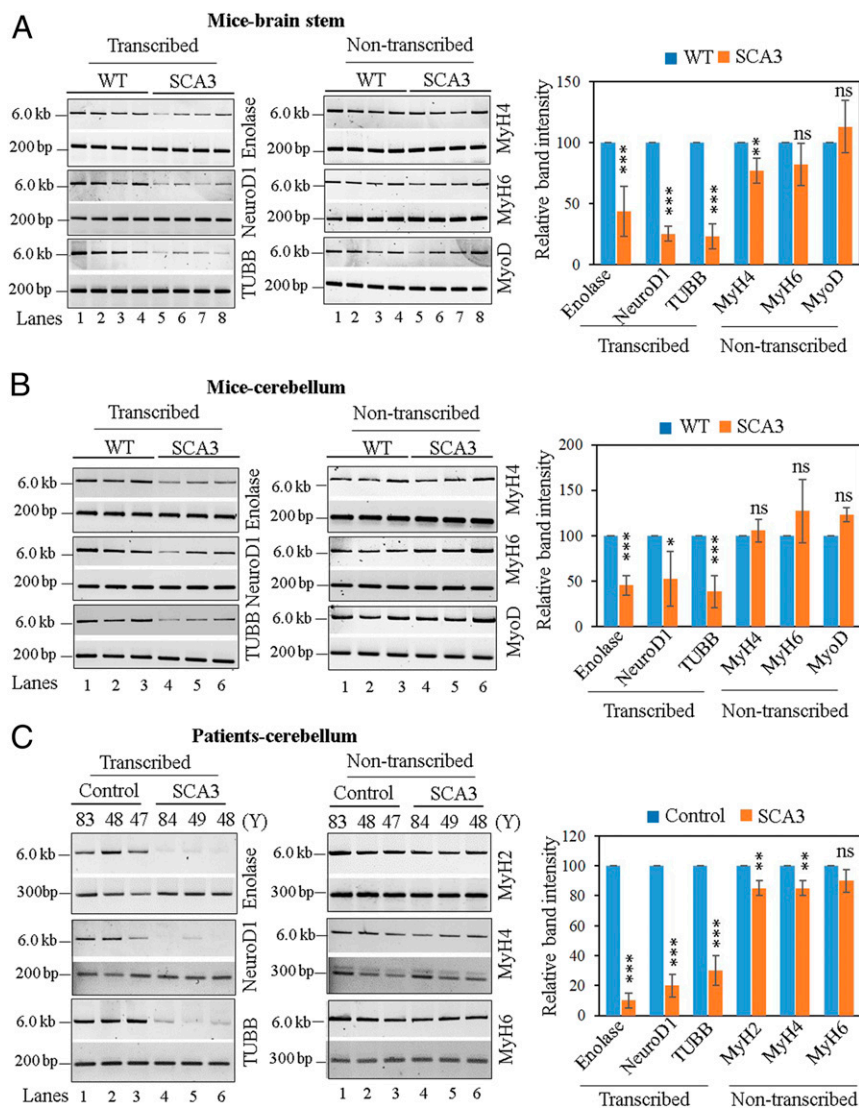 A
Mice-brain stem
Transcribed
Non-transcribed
WT SCA3
WT SCA3
6.0 kb
200 bp
Enolase
6.0 kb
200 bp
NeuroD1
6.0 kb
200 bp
TUBB
Lanes 1 2 3 4 5 6 7 8
6.0 kb
200 bp
MyH4
6.0 kb
200 bp
MyH6
6.0 kb
200 bp
MyoD
1 2 3 4 5 6 7 8
WT SCA3
Relative band intensity
150
100
50
0
*** *** *** ** ns ns
Enolase NeuroD1 TUBB MyH4 MyH6 MyoD
Transcribed Non-transcribed
B
Mice-cerebellum
Transcribed
Non-transcribed
WT SCA3
WT SCA3
6.0 kb
200 bp
Enolase
6.0 kb
200 bp
NeuroD1
6.0 kb
200 bp
TUBB
Lanes 1 2 3 4 5 6
6.0 kb
200 bp
MyH4
6.0 kb
200 bp
MyH6
6.0 kb
200 bp
MyoD
1 2 3 4 5 6
WT SCA3
Relative band intensity
200
150
100
50
0
*** * *** ns ns ns
Enolase NeuroD1 TUBB MyH4 MyH6 MyoD
Transcribed Non-transcribed
C
Patients-cerebellum
Transcribed
Non-transcribed
Control SCA3
Control SCA3
83 48 47 84 49 48 (Y)
83 48 47 84 49 48 (Y)
6.0 kb
300bp
Enolase
6.0 kb
200 bp
NeuroD1
6.0 kb
200 bp
TUBB
Lanes 1 2 3 4 5 6
6.0 kb
300 bp
MyH2
6.0 kb
300 bp
MyH4
6.0 kb
300 bp
MyH6
1 2 3 4 5 6
Control SCA3
Relative band intensity
120
100
80
60
40
20
0
*** *** *** ** ** ns
Enolase NeuroD1 TUBB MyH2 MyH4 MyH6
Transcribed Non-transcribed